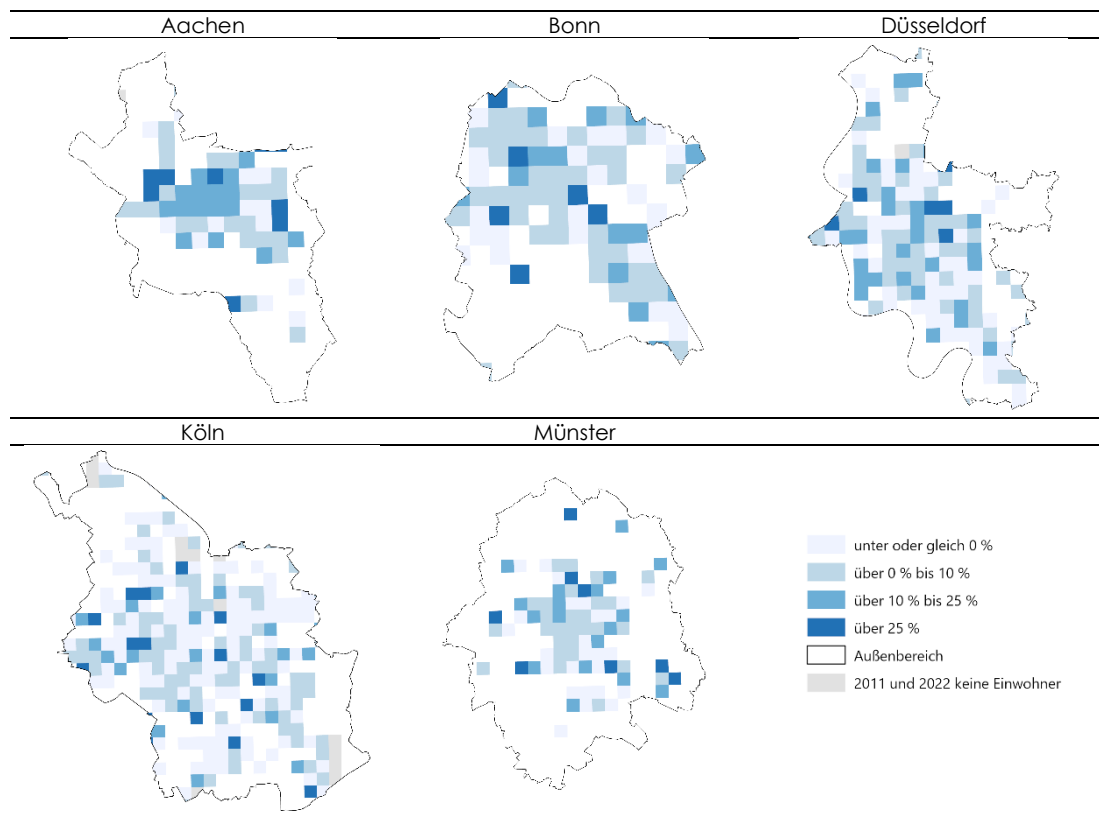 Aachen
Bonn
Düsseldorf
Köln
Münster
unter oder gleich 0 %
über 0 % bis 10 %
über 10 % bis 25 %
über 25 %
Außenbereich
2011 und 2022 keine Einwohner